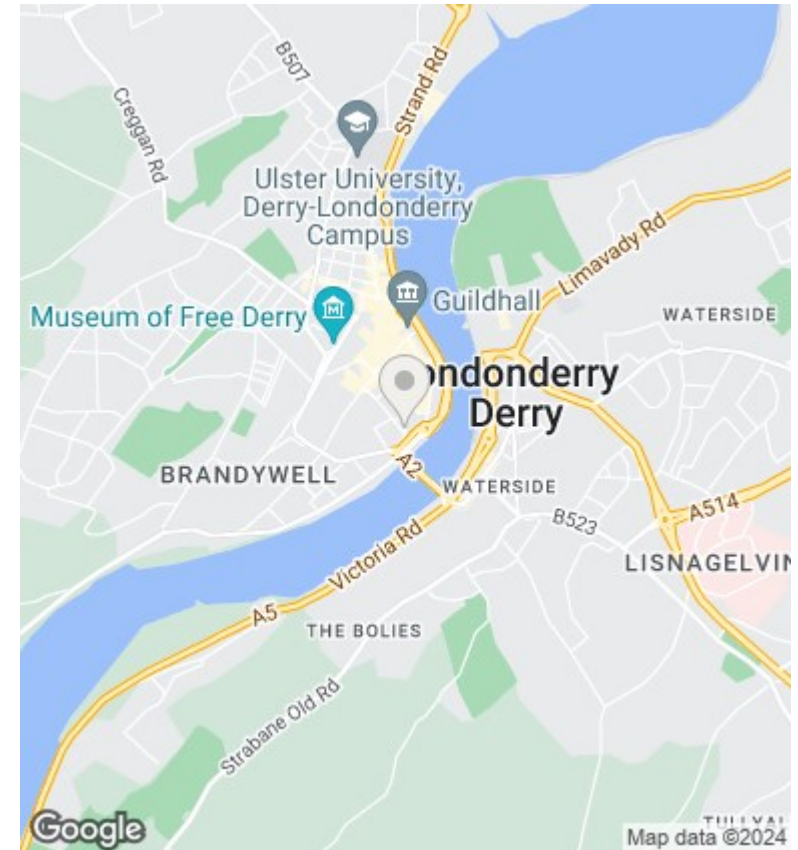 B507
Strand Rd
Creggan Rd
Ulster University,
Derry-Londonderry
Campus
Limavady Rd
Guildhall
Museum of Free Derry
WATERSIDE
ondonderry
Derry
BRANDYWELL
A2
WATERSIDE
A514
B523
Victoria Rd
LISNAGELVIN
A5
THE BOLIES
Strabane Old Rd
Google
Map data ©2024